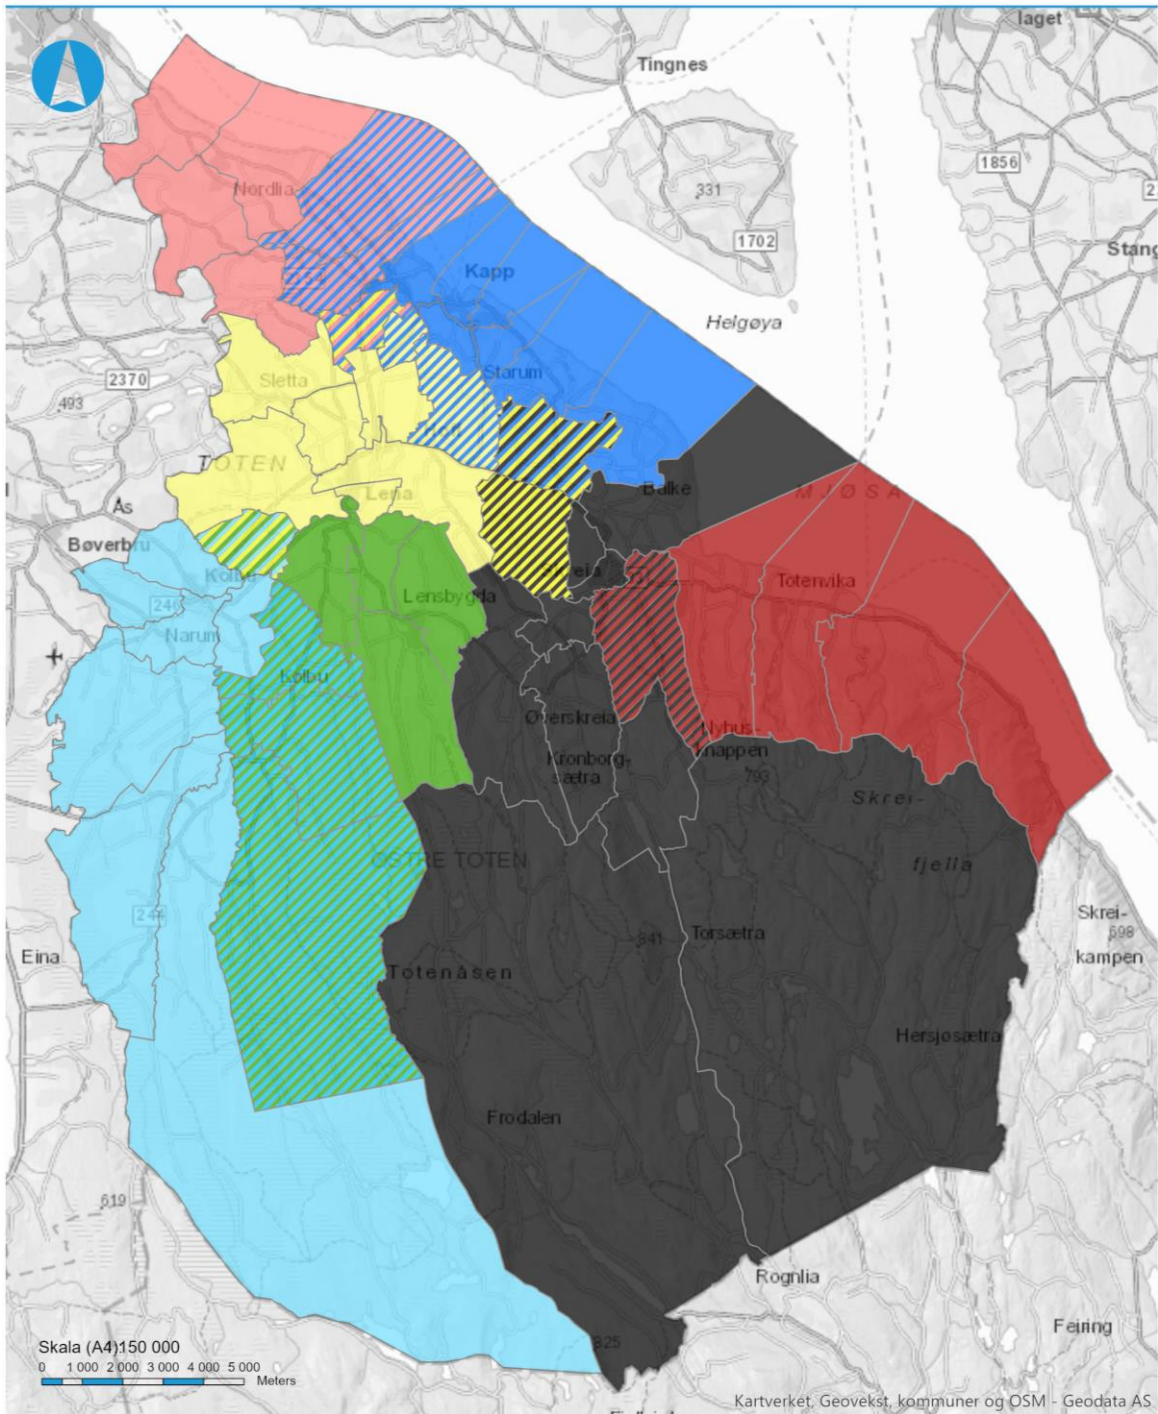 laget
Tingnes
1856
331
1702
Stang
Nordlia
Kapp
Helgøya
2370
493
Sletta
Starum
TOTEN
Lena
Balke
MJØSA
Ås
Bøverbru
Kolbu
Lensbygda
Totenvika
246
Narum
Kolbu
Øverskreia
Nyhus-
knappen
Kronborg-
sætra
793
Skrei-
fjella
ØSTRE TOTEN
244
Eina
Skrei-
698
kampen
841
Torsætra
Totenåsen
Hersjøsætra
Frodalen
619
Rognlia
Feiring
825
Skala (A4)150 000
0 1 000 2 000 3 000 4 000 5 000
Meters
Kartverket, Geovekst, kommuner og OSM - Geodata AS